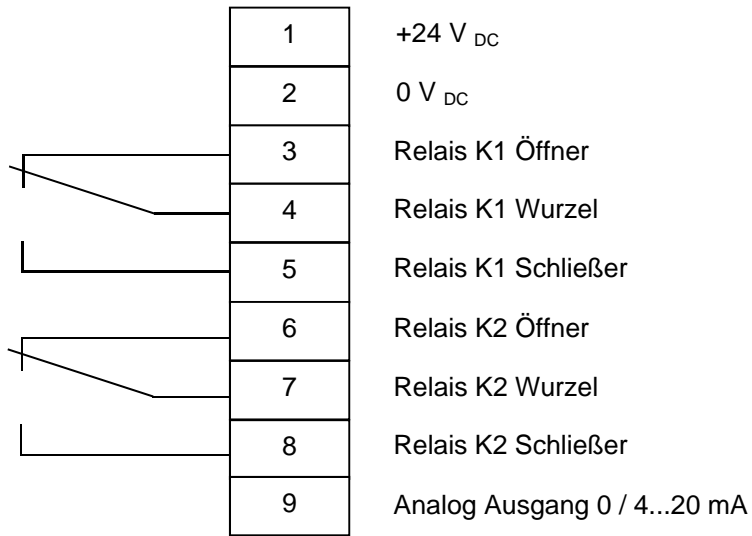 1 +24 V DC
2 0 V DC
3 Relais K1 Öffner
4 Relais K1 Wurzel
5 Relais K1 Schließer
6 Relais K2 Öffner
7 Relais K2 Wurzel
8 Relais K2 Schließer
9 Analog Ausgang 0 / 4...20 mA